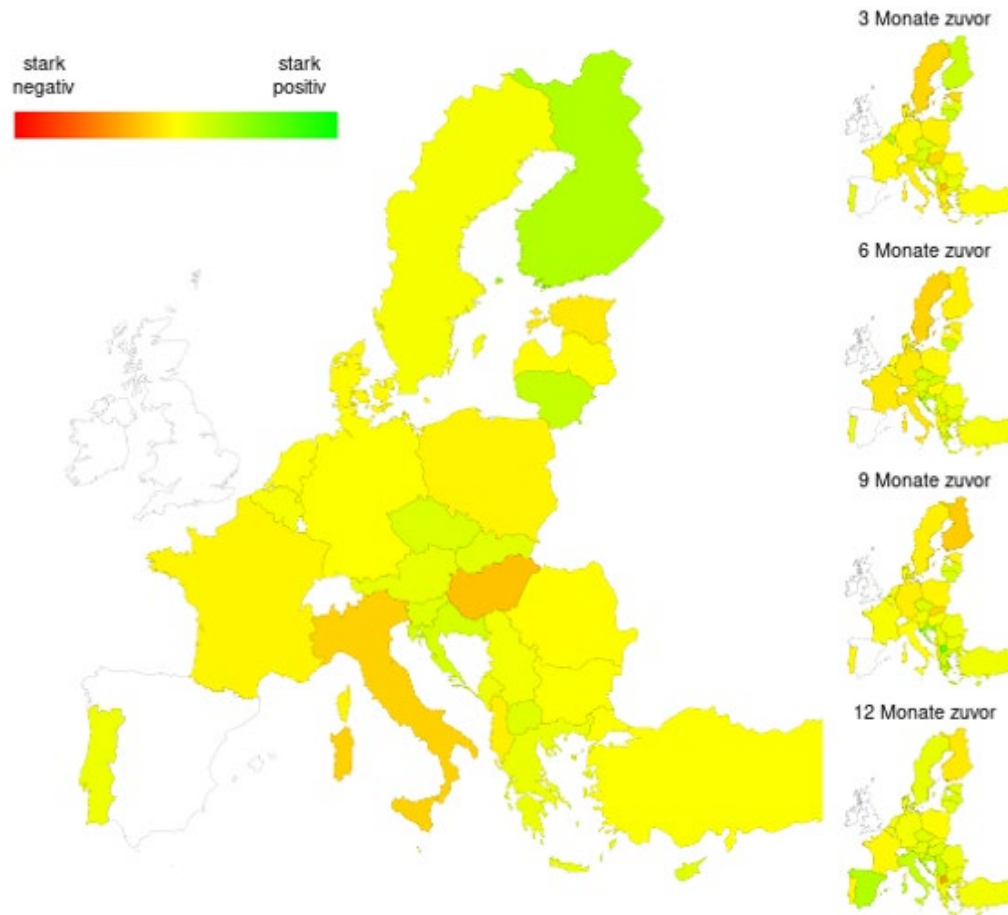 stark
negativ
stark
positiv
3 Monate zuvor
6 Monate zuvor
9 Monate zuvor
12 Monate zuvor